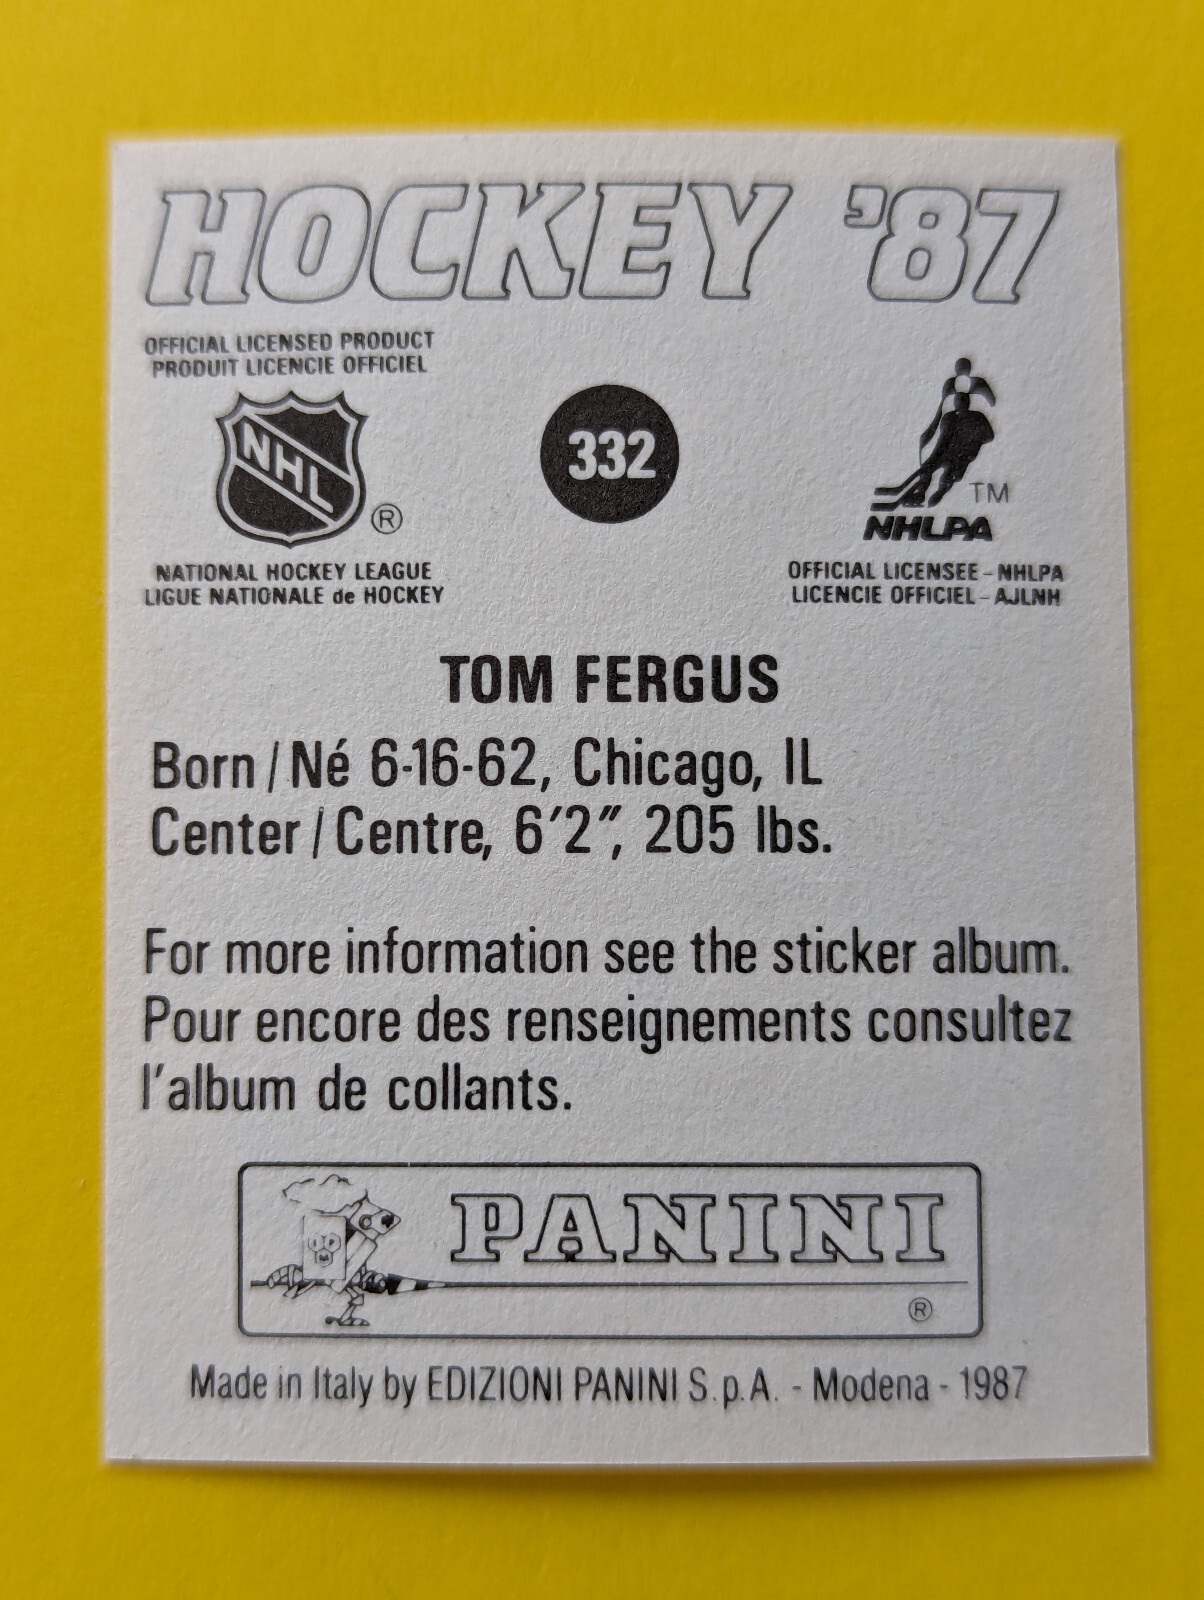 HOCKEY '87
OFFICIAL LICENSED PRODUCT
PRODUIT LICENCIE OFFICIEL
NHL
®
NATIONAL HOCKEY LEAGUE
LIGUE NATIONALE de HOCKEY
332
TM
NHLPA
OFFICIAL LICENSEE - NHLPA
LICENCIE OFFICIEL - AJLNH
TOM FERGUS
Born / Né 6-16-62, Chicago, IL
Center / Centre, 6'2", 205 lbs.
For more information see the sticker album.
Pour encore des renseignements consultez
l'album de collants.
PANINI
®
Made in Italy by EDIZIONI PANINI S.p.A. - Modena - 1987